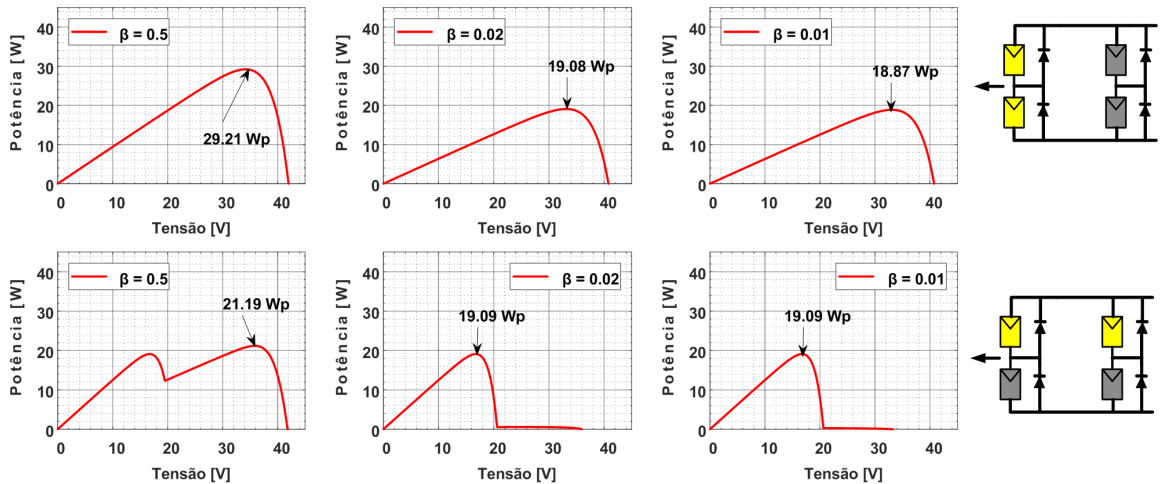 Potência [W]
40
30
20
10
0
β = 0.5
29.21 Wp
0 10 20 30 40
Tensão [V]
Potência [W]
40
30
20
10
0
β = 0.02
19.08 Wp
0 10 20 30 40
Tensão [V]
Potência [W]
40
30
20
10
0
β = 0.01
18.87 Wp
0 10 20 30 40
Tensão [V]
Potência [W]
40
30
20
10
0
β = 0.5
21.19 Wp
0 10 20 30 40
Tensão [V]
Potência [W]
40
30
20
10
0
β = 0.02
19.09 Wp
0 10 20 30 40
Tensão [V]
Potência [W]
40
30
20
10
0
β = 0.01
19.09 Wp
0 10 20 30 40
Tensão [V]